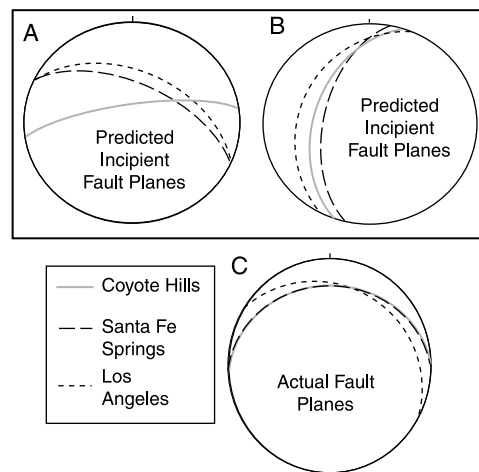 A
Predicted
Incipient
Fault Planes
B
Predicted
Incipient
Fault Planes
Coyote Hills
Santa Fe
Springs
Los
Angeles
C
Actual Fault
Planes